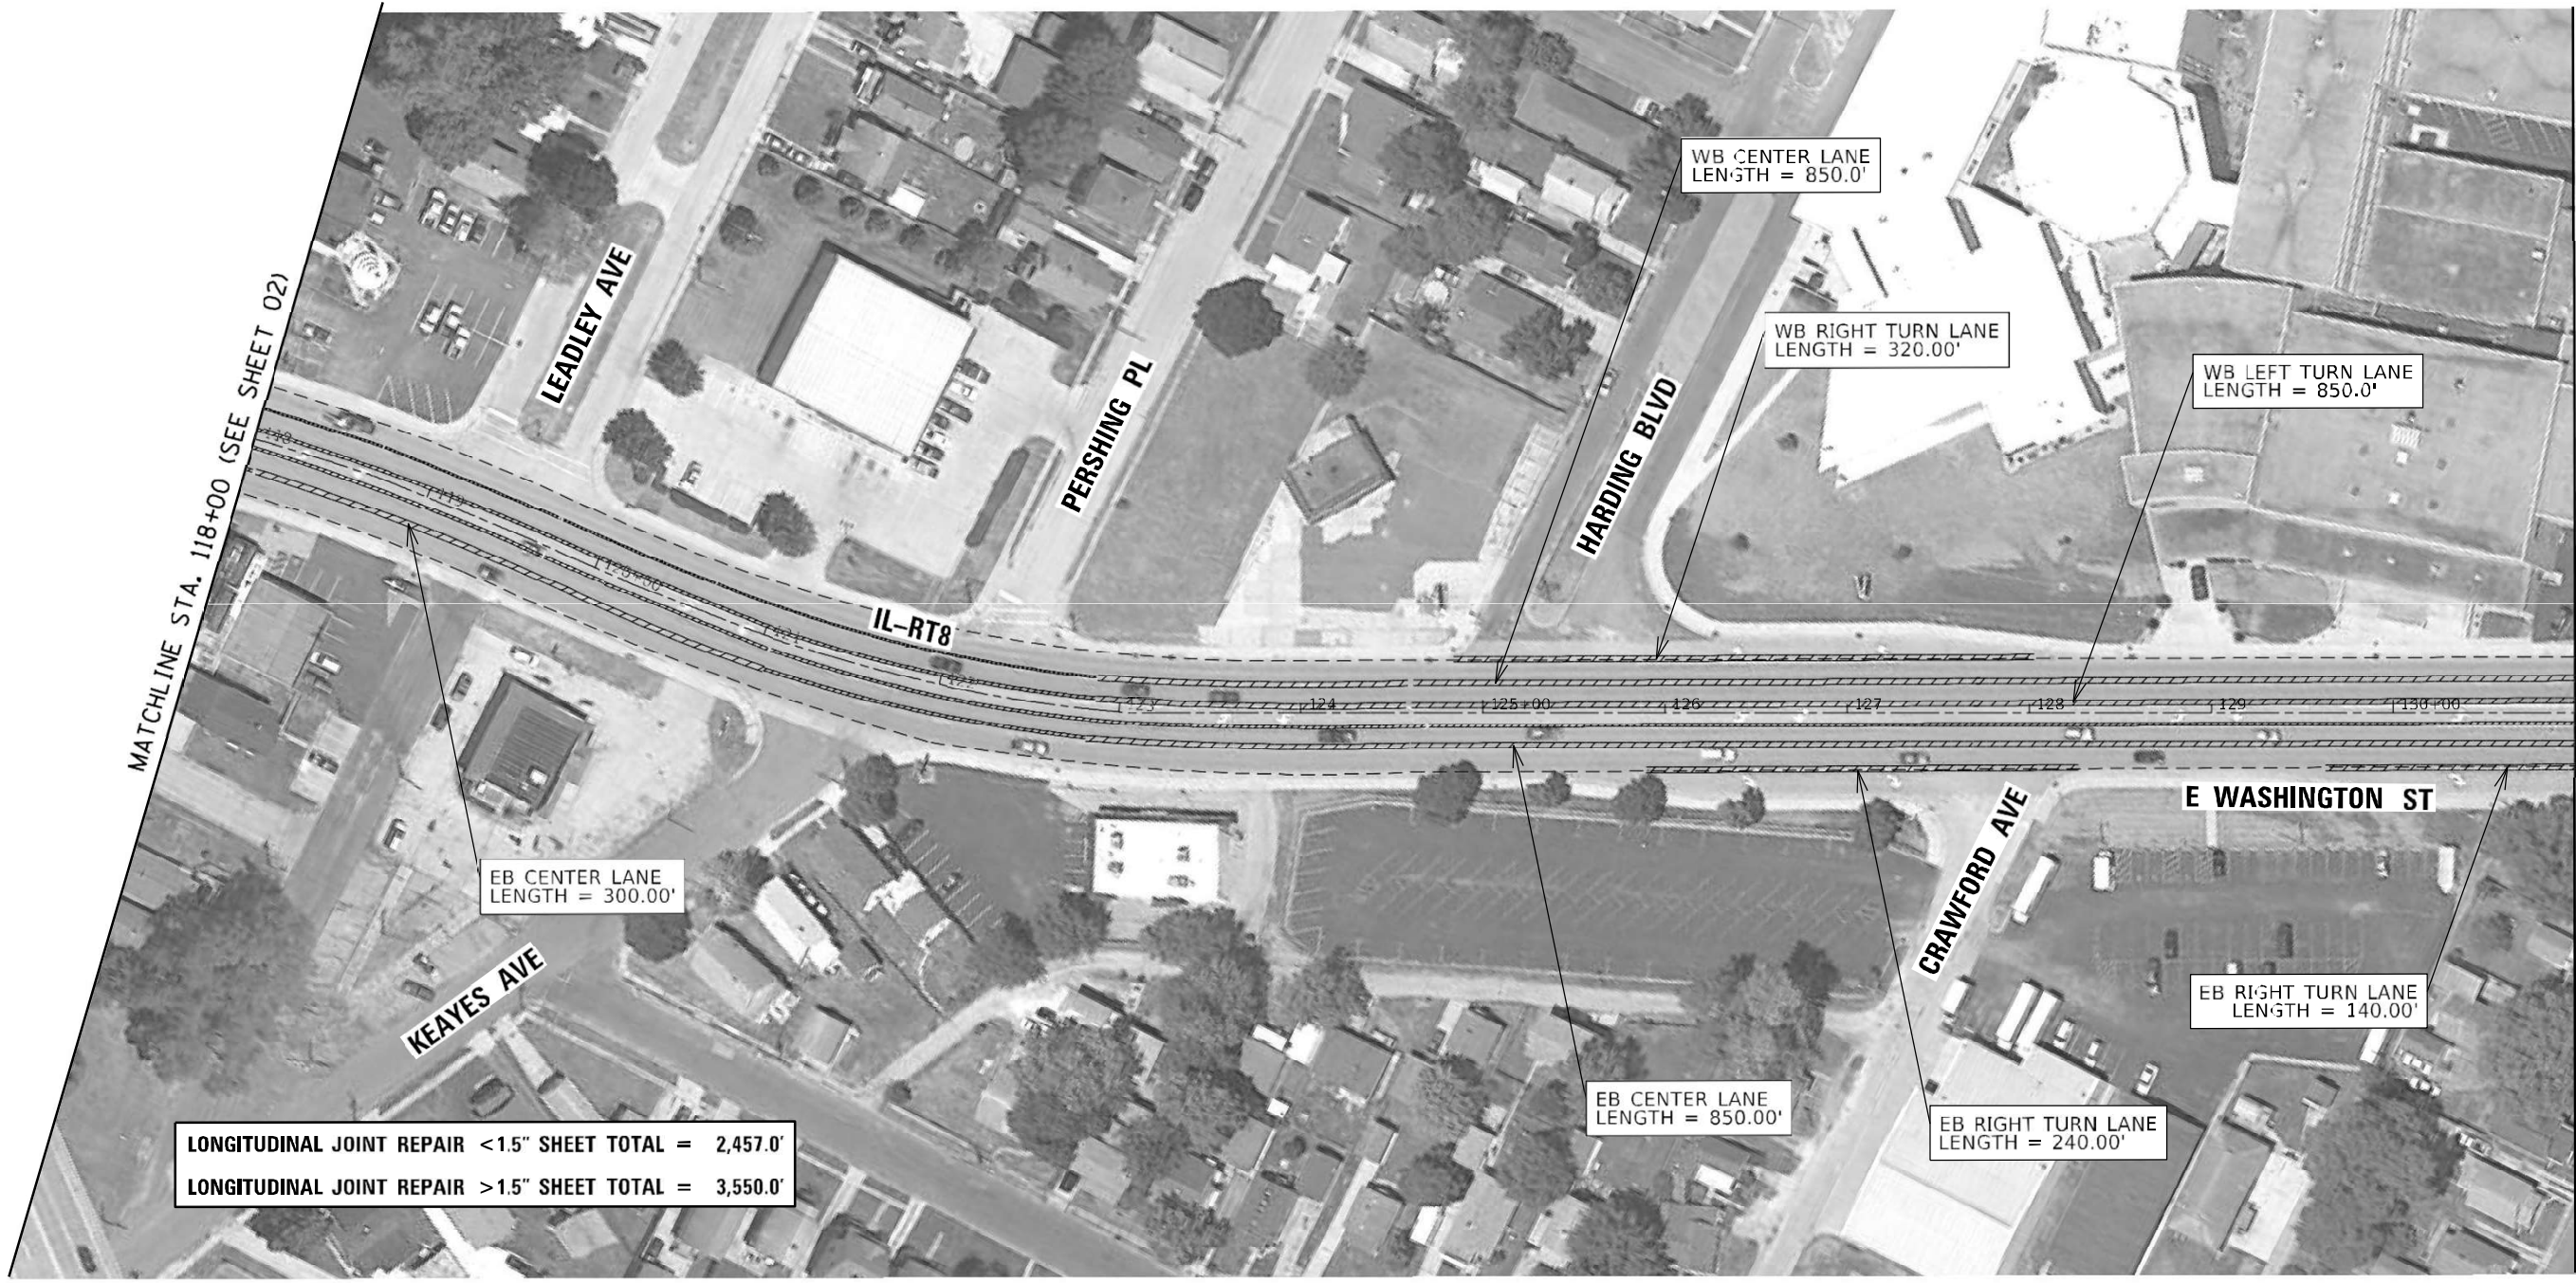 WB CENTER LANE
LENGTH = 850.0'
WB RIGHT TURN LANE
LENGTH = 320.00'
WB LEFT TURN LANE
LENGTH = 850.0'
MATCHLINE STA. 118+00 (SEE SHEET 02)
LEADLEY AVE
PERSHING PL
HARDING BLVD
IL-RT8
119
121
122
123
124
125+00
126
127
128
129
130+00
E WASHINGTON ST
CRAWFORD AVE
KEAYES AVE
EB CENTER LANE
LENGTH = 300.00'
EB RIGHT TURN LANE
LENGTH = 140.00'
EB CENTER LANE
LENGTH = 850.00'
EB RIGHT TURN LANE
LENGTH = 240.00'
LONGITUDINAL JOINT REPAIR <1.5" SHEET TOTAL = 2,457.0'
LONGITUDINAL JOINT REPAIR >1.5" SHEET TOTAL = 3,550.0'